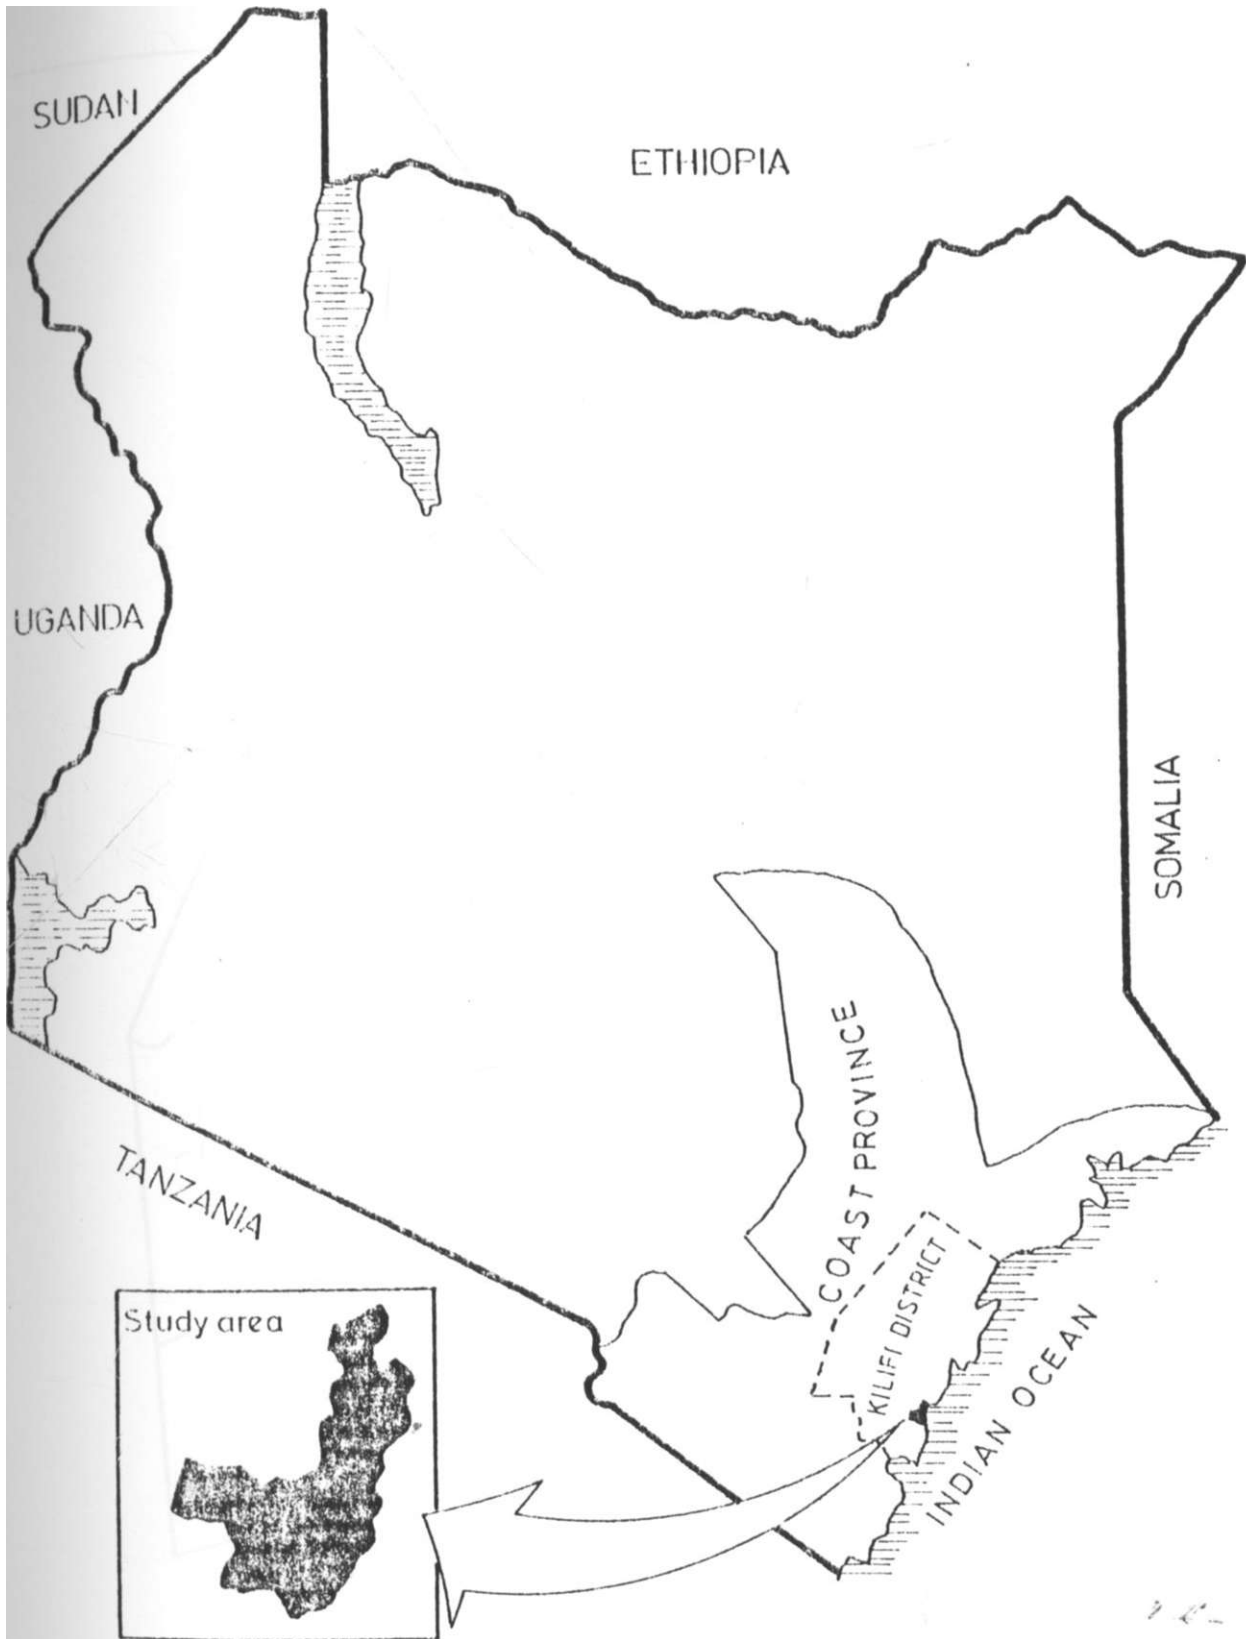 SUDAN
ETHIOPIA
UGANDA
SOMALIA
COAST PROVINCE
TANZANIA
KILIFI DISTRICT
Study area
INDIAN OCEAN